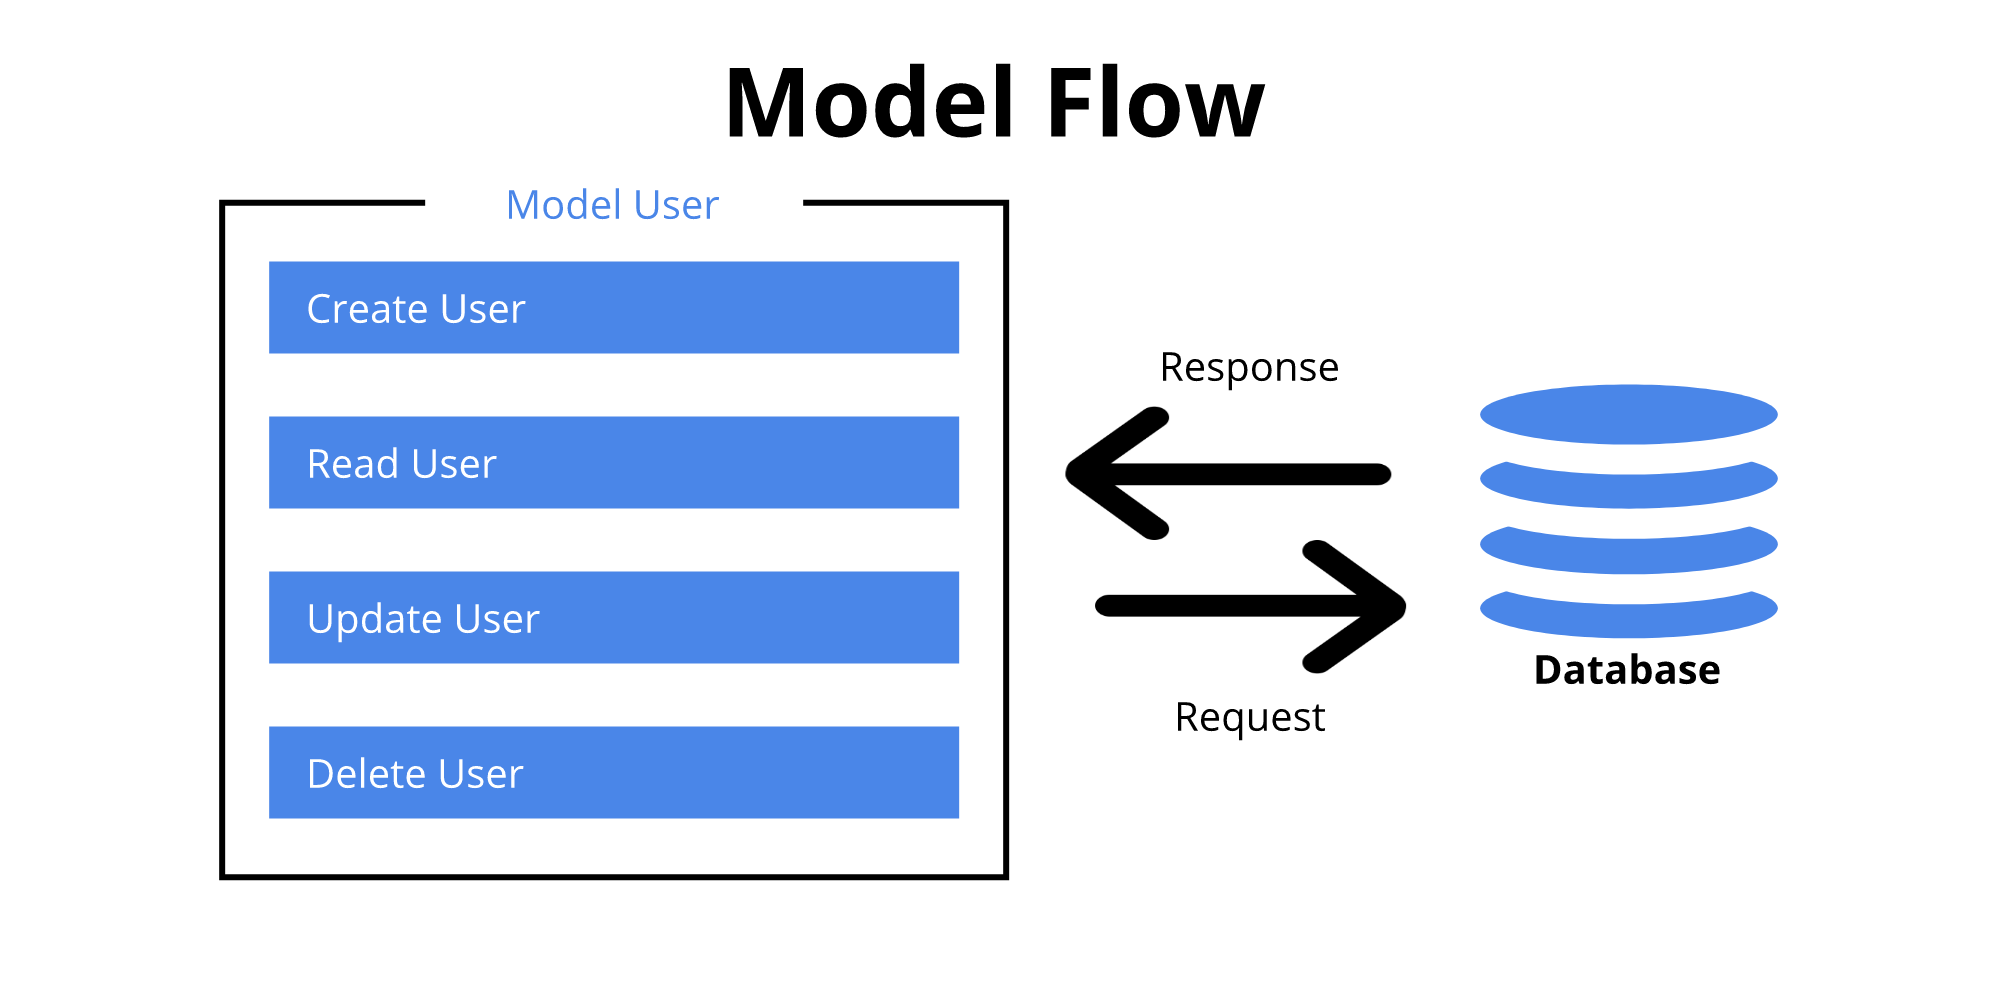 Model Flow
Model User
Create User
Read User
Update User
Delete User
Response
Request
Database